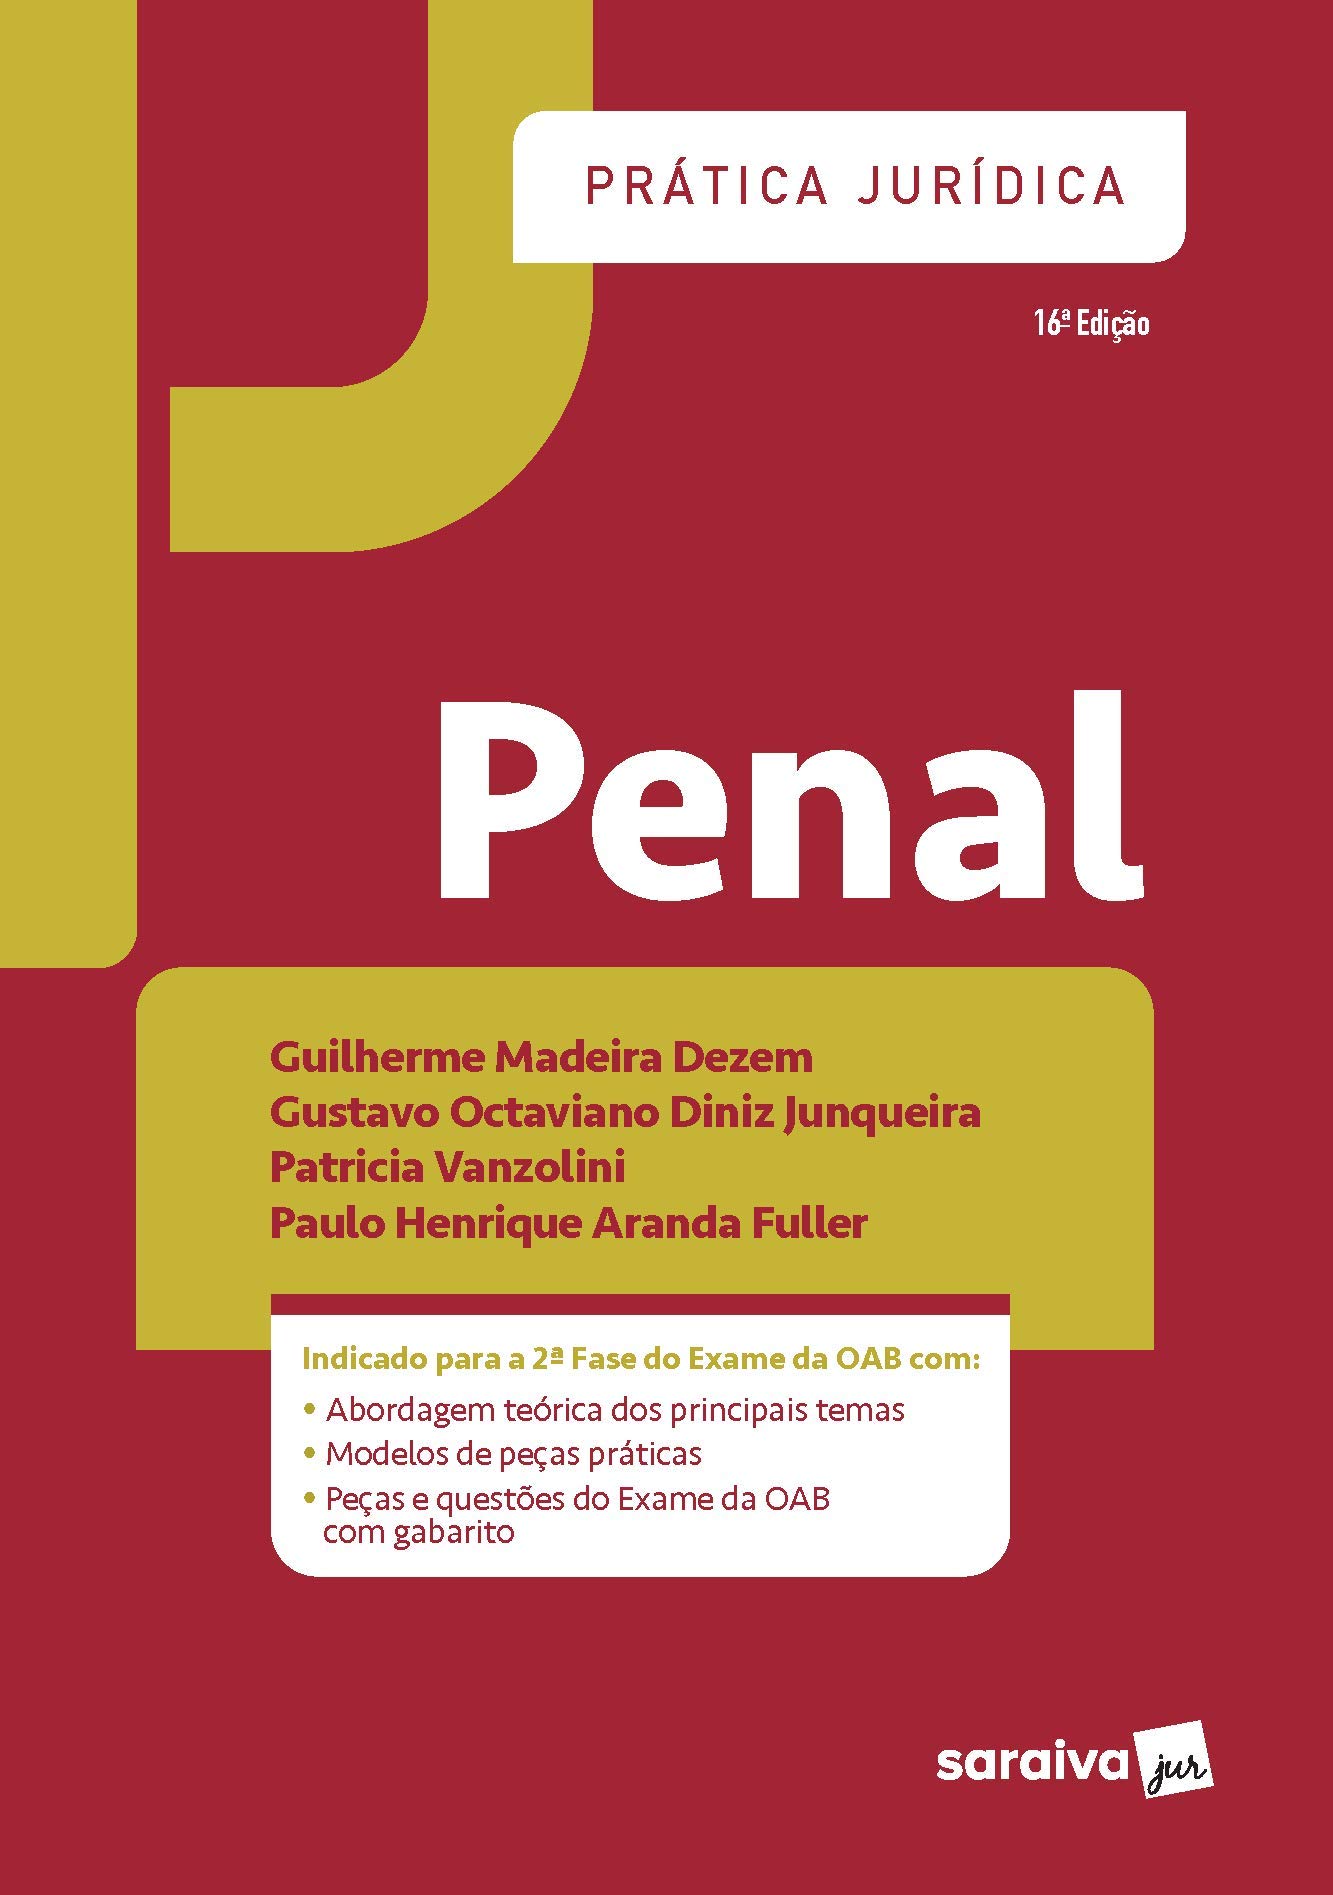 PRÁTICA JURÍDICA
16ª Edição
Penal
Guilherme Madeira Dezem
Gustavo Octaviano Diniz Junqueira
Patricia Vanzolini
Paulo Henrique Aranda Fuller
Indicado para a 2ª Fase do Exame da OAB com:
• Abordagem teórica dos principais temas
• Modelos de peças práticas
• Peças e questões do Exame da OAB
com gabarito
saraiva jur